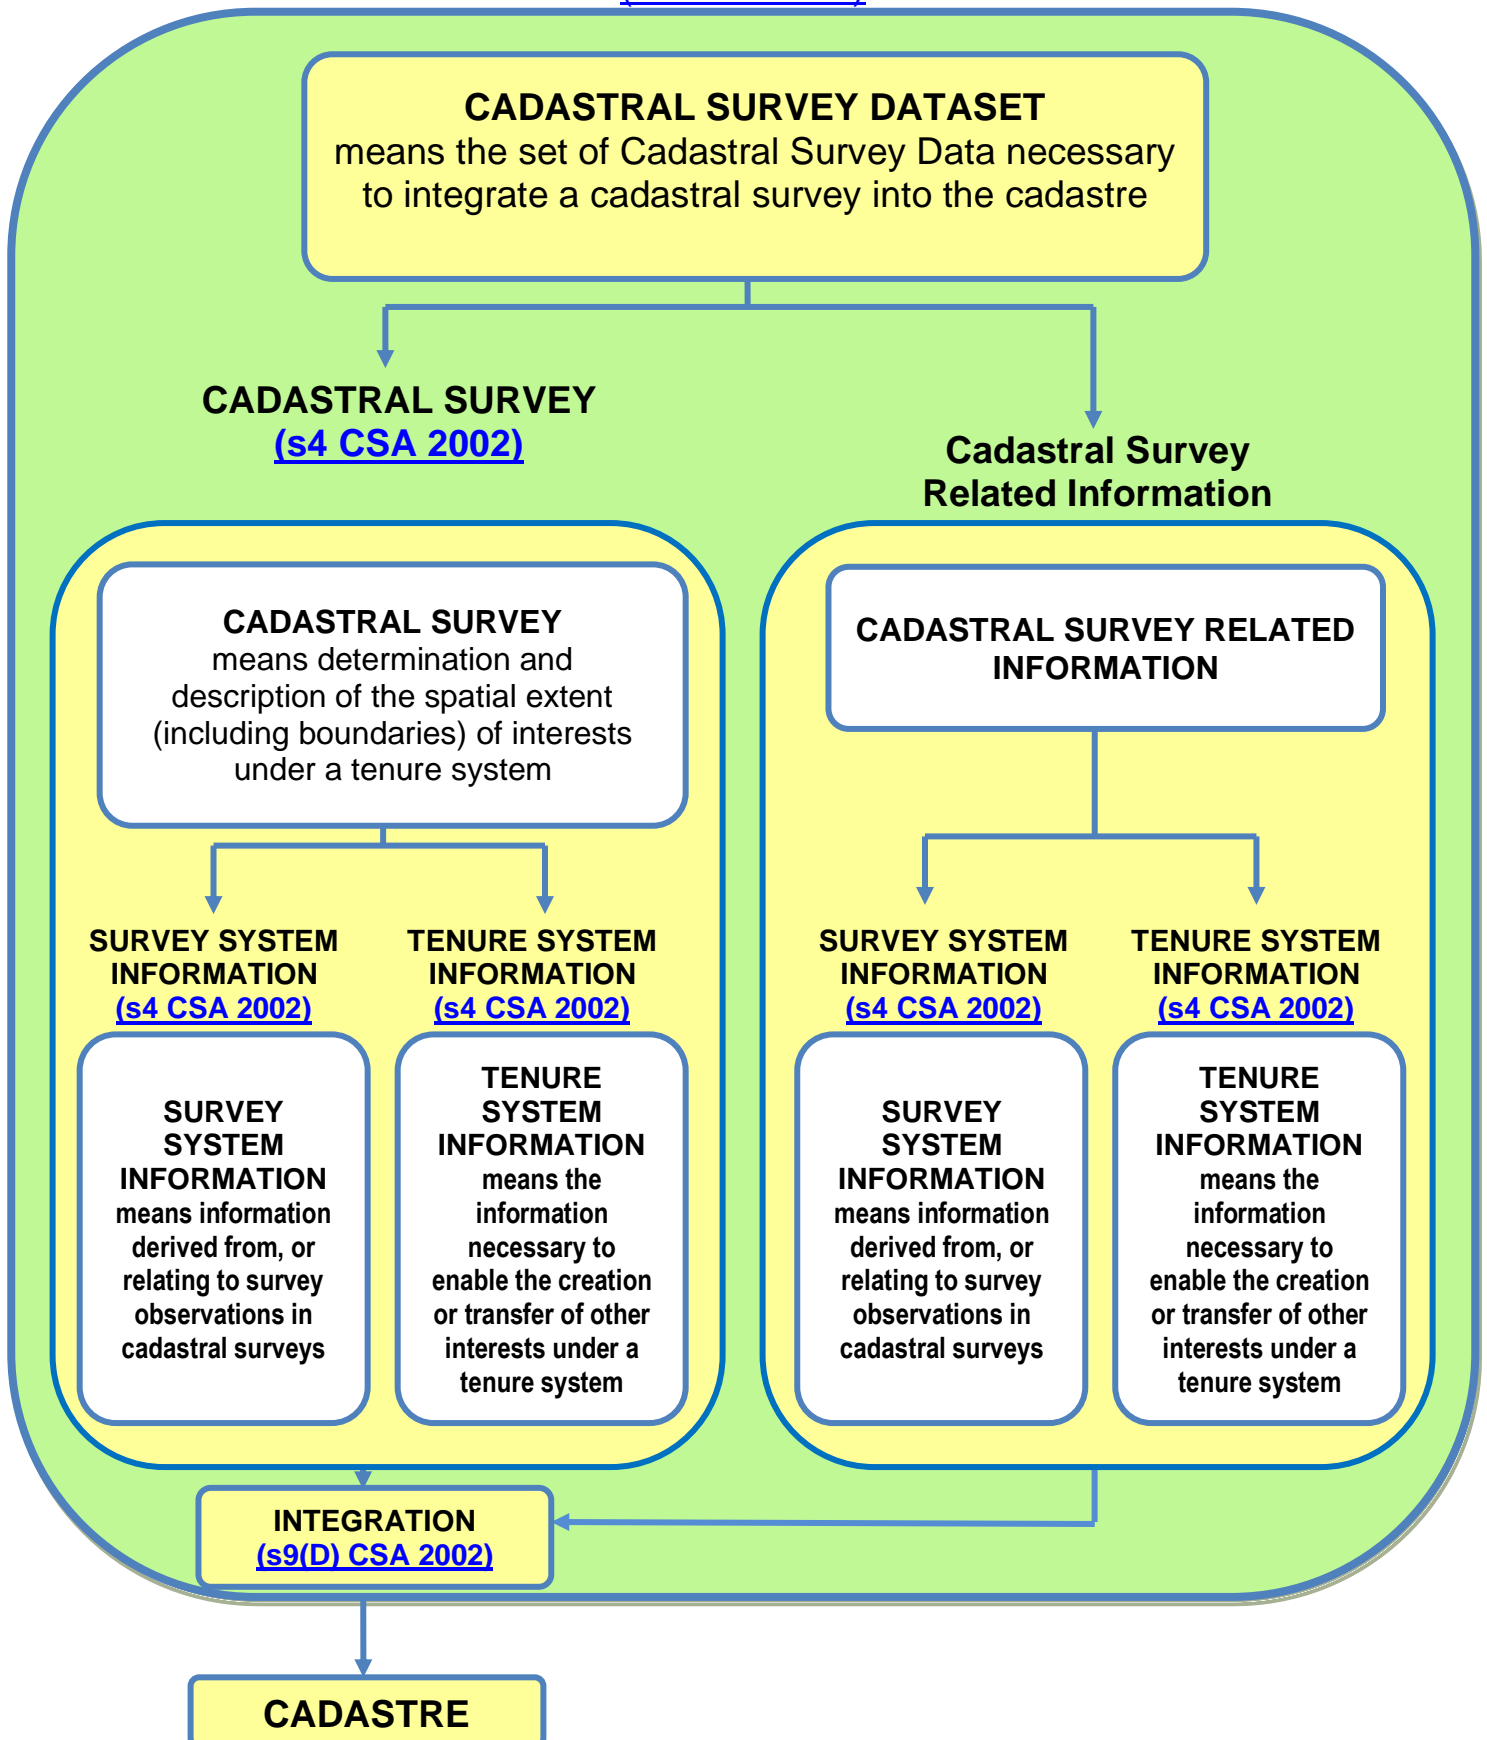 CADASTRAL SURVEY DATASET
means the set of Cadastral Survey Data necessary
to integrate a cadastral survey into the cadastre
CADASTRAL SURVEY
(s4 CSA 2002)
Cadastral Survey
Related Information
CADASTRAL SURVEY
means determination and
description of the spatial extent
(including boundaries) of interests
under a tenure system
CADASTRAL SURVEY RELATED
INFORMATION
SURVEY SYSTEM
INFORMATION
(s4 CSA 2002)
TENURE SYSTEM
INFORMATION
(s4 CSA 2002)
SURVEY SYSTEM
INFORMATION
(s4 CSA 2002)
TENURE SYSTEM
INFORMATION
(s4 CSA 2002)
SURVEY
SYSTEM
INFORMATION
means information
derived from, or
relating to survey
observations in
cadastral surveys
TENURE
SYSTEM
INFORMATION
means the
information
necessary to
enable the creation
or transfer of other
interests under a
tenure system
SURVEY
SYSTEM
INFORMATION
means information
derived from, or
relating to survey
observations in
cadastral surveys
TENURE
SYSTEM
INFORMATION
means the
information
necessary to
enable the creation
or transfer of other
interests under a
tenure system
INTEGRATION
(s9(D) CSA 2002)
CADASTRE